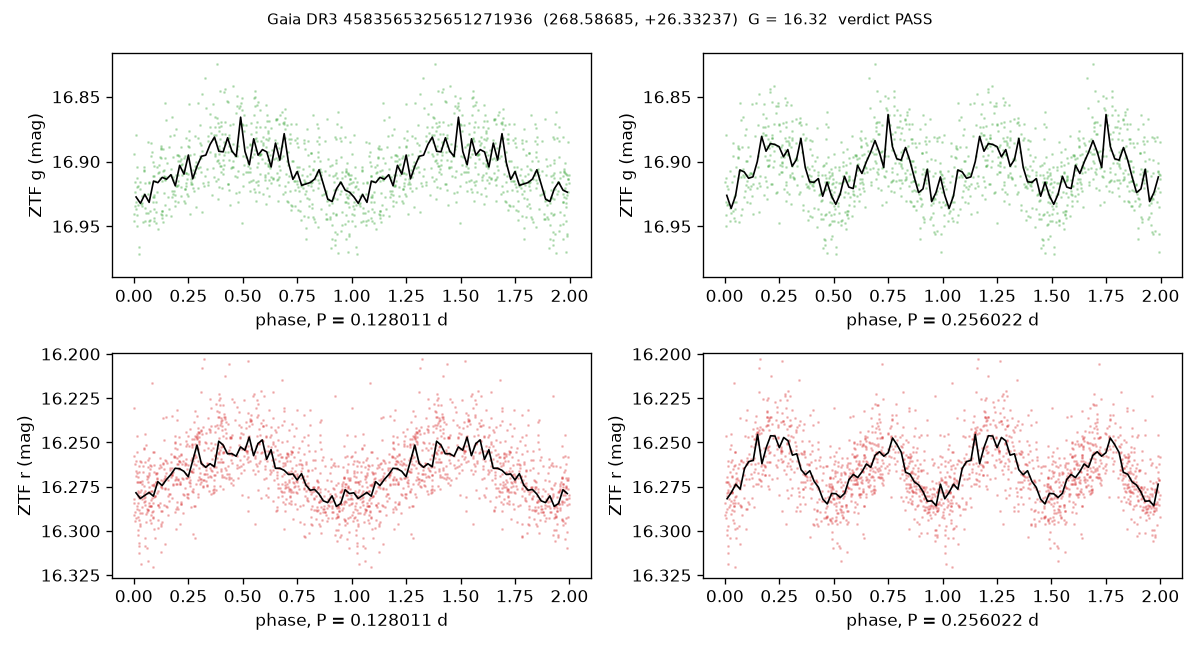 Gaia DR3 4583565325651271936 (268.58685, +26.33237) G = 16.32 verdict PASS
ZTF g (mag)
16.85
16.90
16.95
0.00 0.25 0.50 0.75 1.00 1.25 1.50 1.75 2.00
phase, P = 0.128011 d
ZTF g (mag)
16.85
16.90
16.95
0.00 0.25 0.50 0.75 1.00 1.25 1.50 1.75 2.00
phase, P = 0.256022 d
ZTF r (mag)
16.200
16.225
16.250
16.275
16.300
16.325
0.00 0.25 0.50 0.75 1.00 1.25 1.50 1.75 2.00
phase, P = 0.128011 d
ZTF r (mag)
16.200
16.225
16.250
16.275
16.300
16.325
0.00 0.25 0.50 0.75 1.00 1.25 1.50 1.75 2.00
phase, P = 0.256022 d